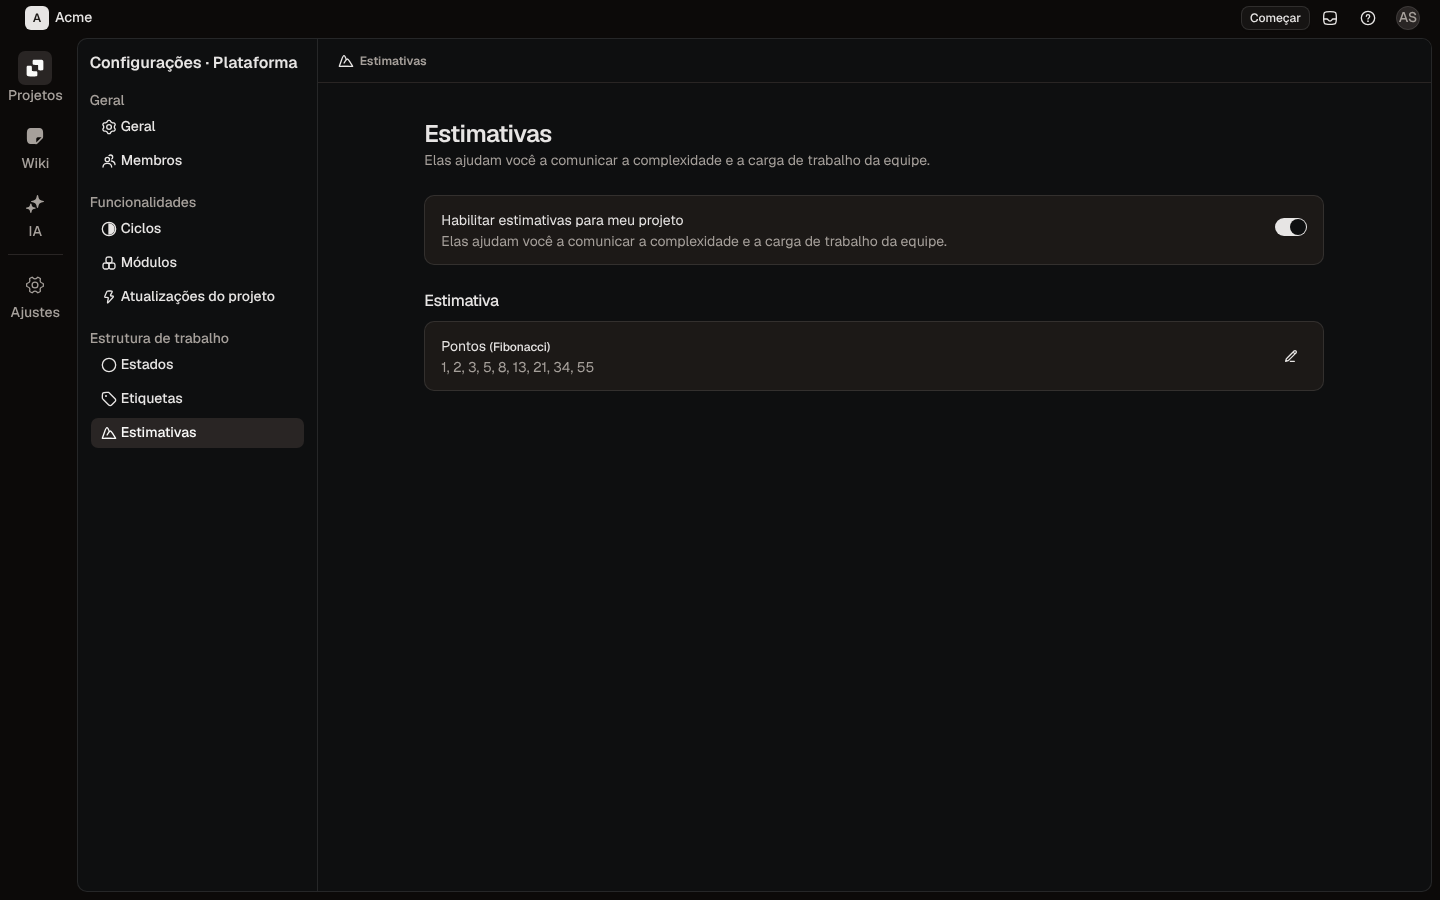 A Acme
Começar
AS
Projetos
Wiki
IA
Ajustes
Configurações · Plataforma
Geral
Geral
Membros
Funcionalidades
Ciclos
Módulos
Atualizações do projeto
Estrutura de trabalho
Estados
Etiquetas
Estimativas
Estimativas
Estimativas
Elas ajudam você a comunicar a complexidade e a carga de trabalho da equipe.
Habilitar estimativas para meu projeto
Elas ajudam você a comunicar a complexidade e a carga de trabalho da equipe.
Estimativa
Pontos (Fibonacci)
1, 2, 3, 5, 8, 13, 21, 34, 55